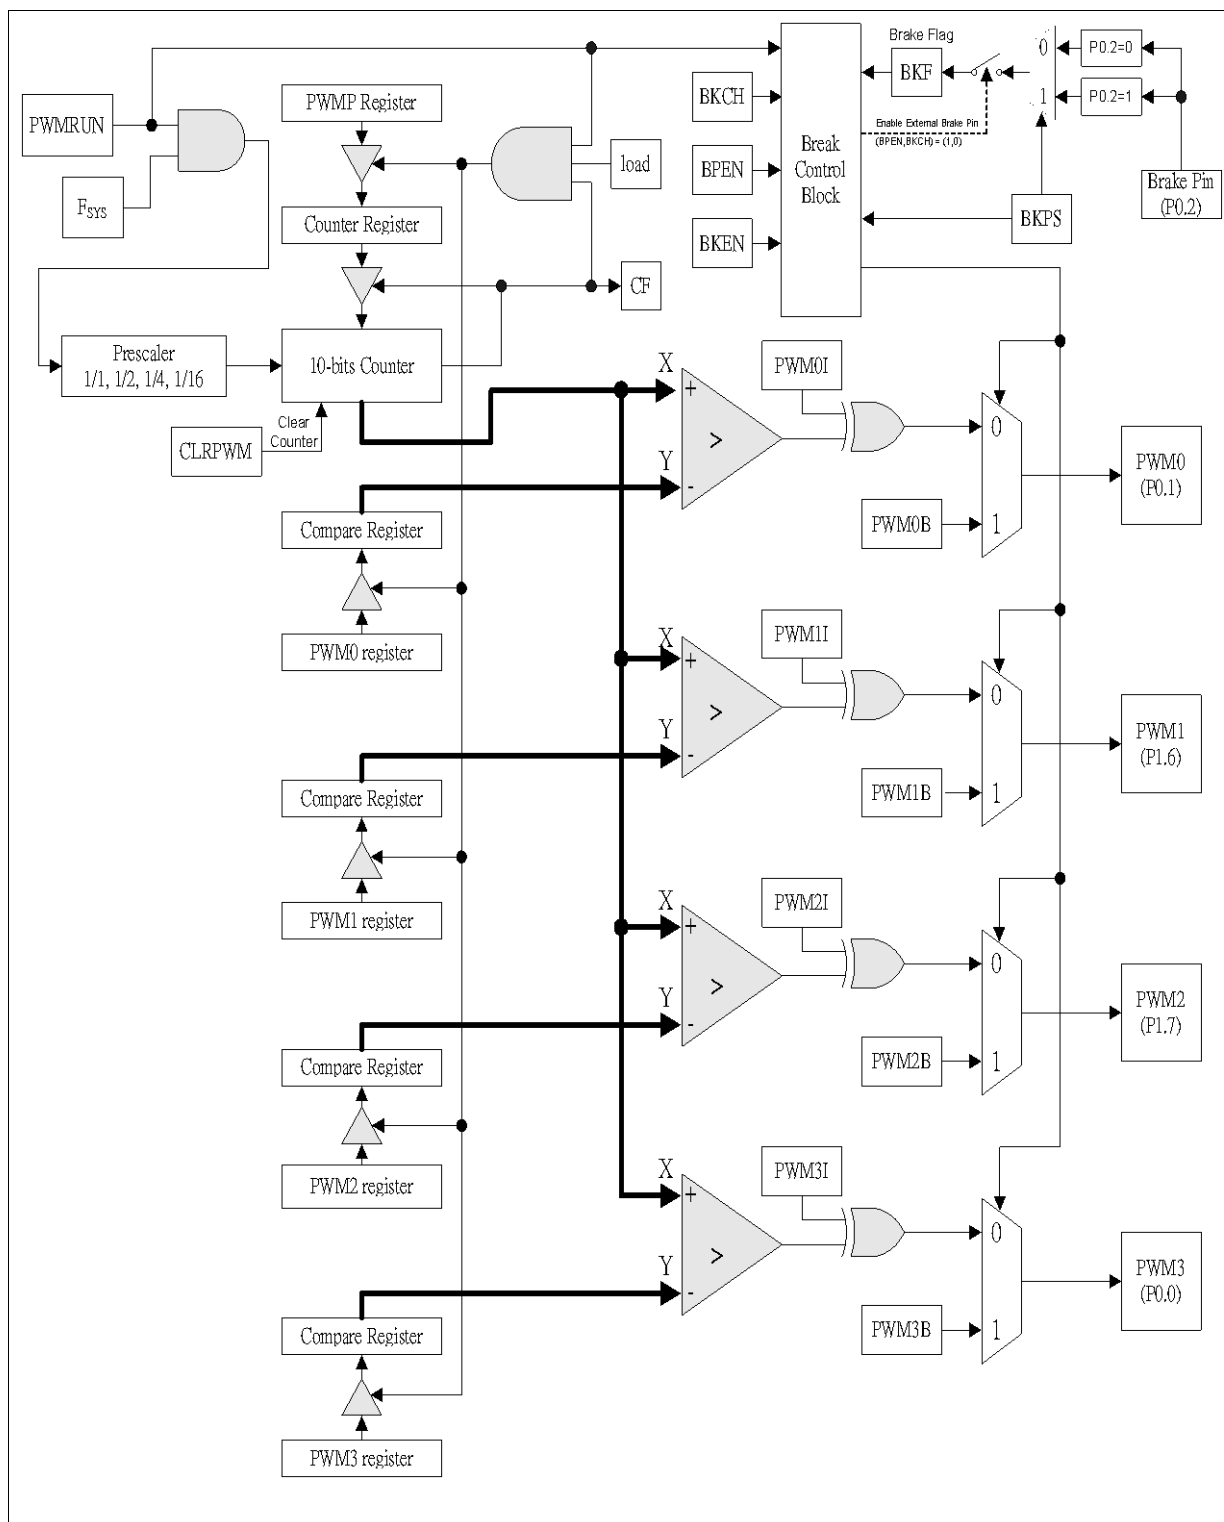 Brake Flag
0
P0.2=0
BKF
PWMRUN
PWMP Register
BKCH
1
P0.2=1
Enable External Brake Pin
(BPEN,BKCH) = (1,0)
Break
Control
Block
load
BPEN
Brake Pin
(P0.2)
FSYS
Counter Register
BKPS
BKEN
CF
Prescaler
1/1, 1/2, 1/4, 1/16
10-bits Counter
Clear
Counter
CLRPWM
X
+
>
Y
-
PWM0I
0
PWM0B
1
PWM0
(P0.1)
Compare Register
PWM0 register
X
+
>
Y
-
PWM1I
0
PWM1B
1
PWM1
(P1.6)
Compare Register
PWM1 register
X
+
>
Y
-
PWM2I
0
PWM2B
1
PWM2
(P1.7)
Compare Register
PWM2 register
X
+
>
Y
-
PWM3I
0
PWM3B
1
PWM3
(P0.0)
Compare Register
PWM3 register